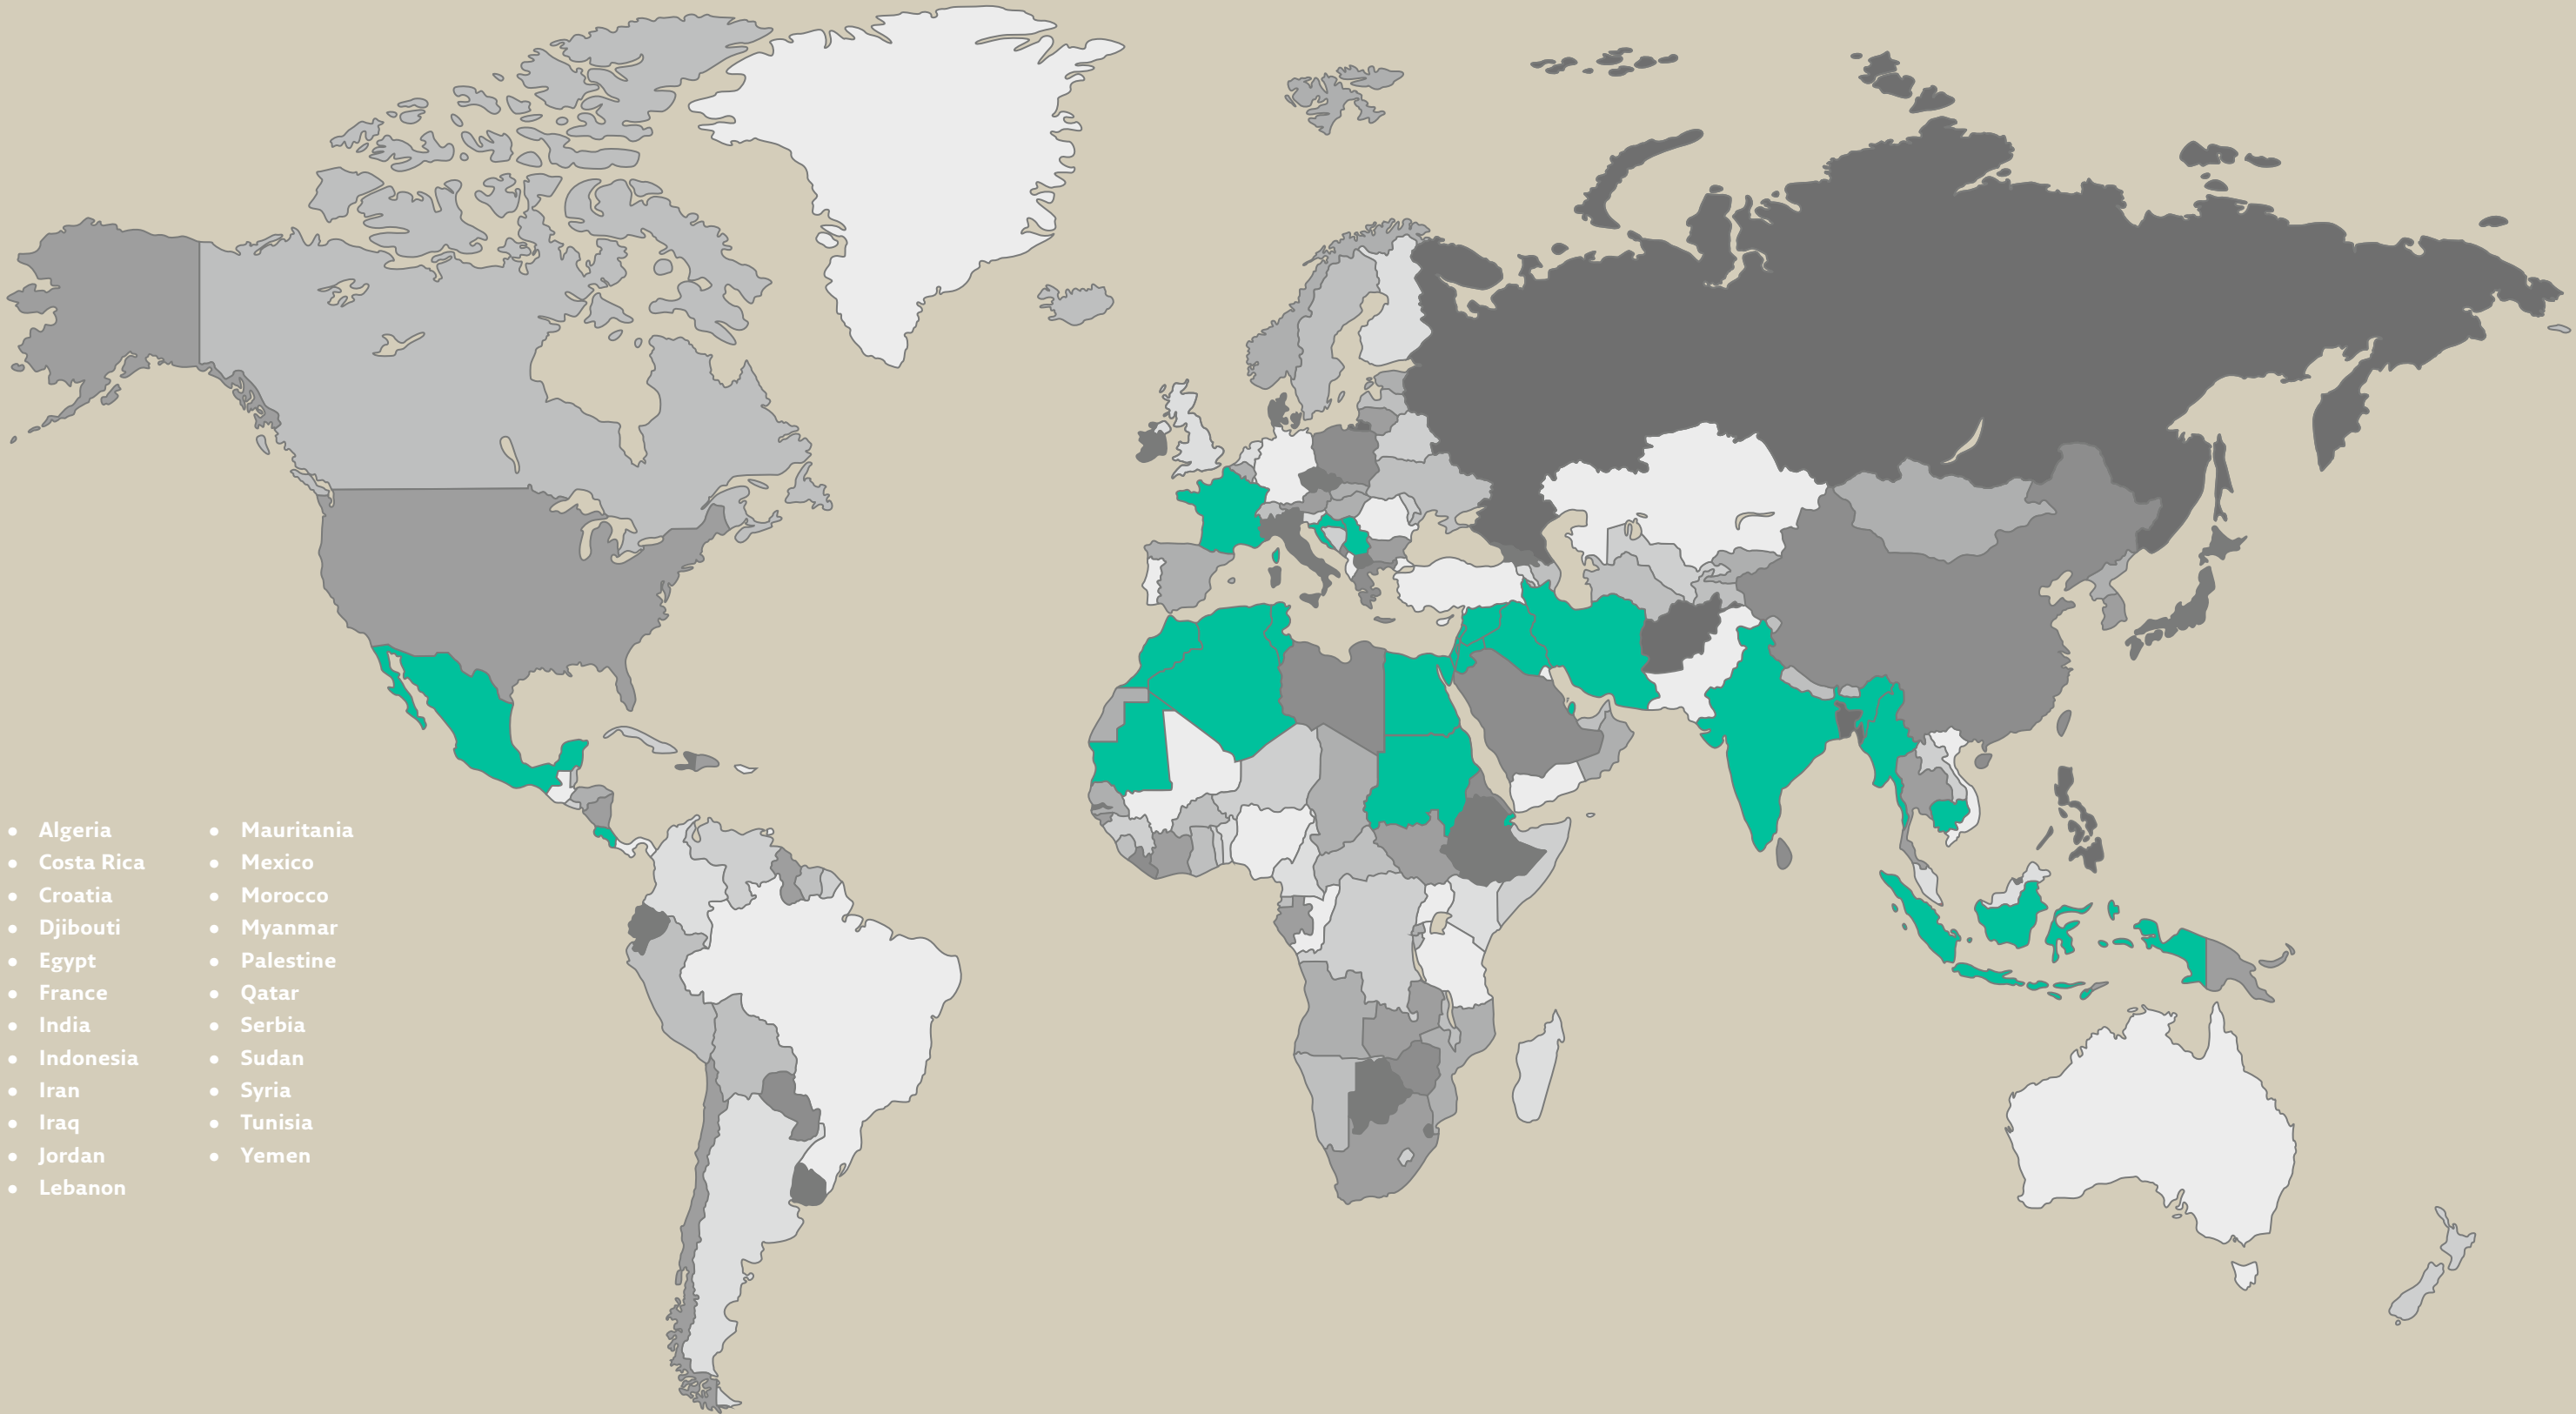 Algeria
Costa Rica
Croatia
Djibouti
Egypt
France
India
Indonesia
Iran
Iraq
Jordan
Lebanon
Mauritania
Mexico
Morocco
Myanmar
Palestine
Qatar
Serbia
Sudan
Syria
Tunisia
Yemen